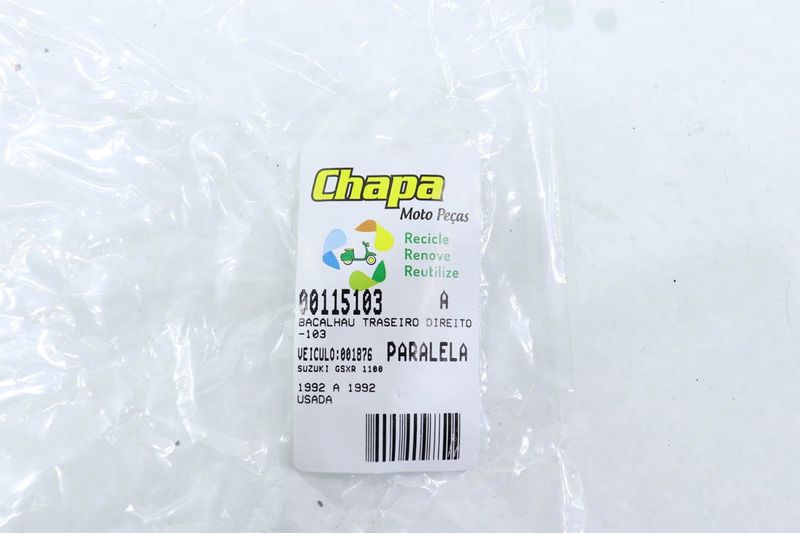 Chapa
Moto Peças
Recicle
Renove
Reutilize
00115103 A
BACALHAU TRASEIRO DIREITO
-103
VEICULO:001876 PARALELA
SUZUKI GSXR 1100
1992 A 1992
USADA